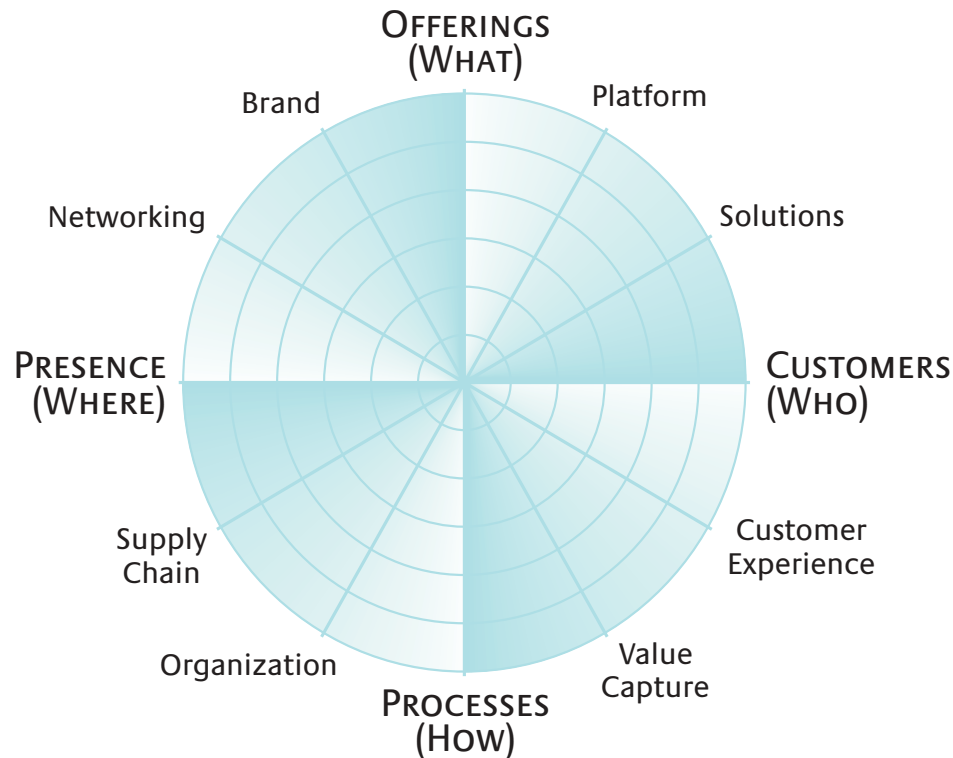 OFFERINGS
(WHAT)
Brand
Platform
Networking
Solutions
PRESENCE
(WHERE)
CUSTOMERS
(WHO)
Supply
Chain
Customer
Experience
Organization
Value
Capture
PROCESSES
(HOW)